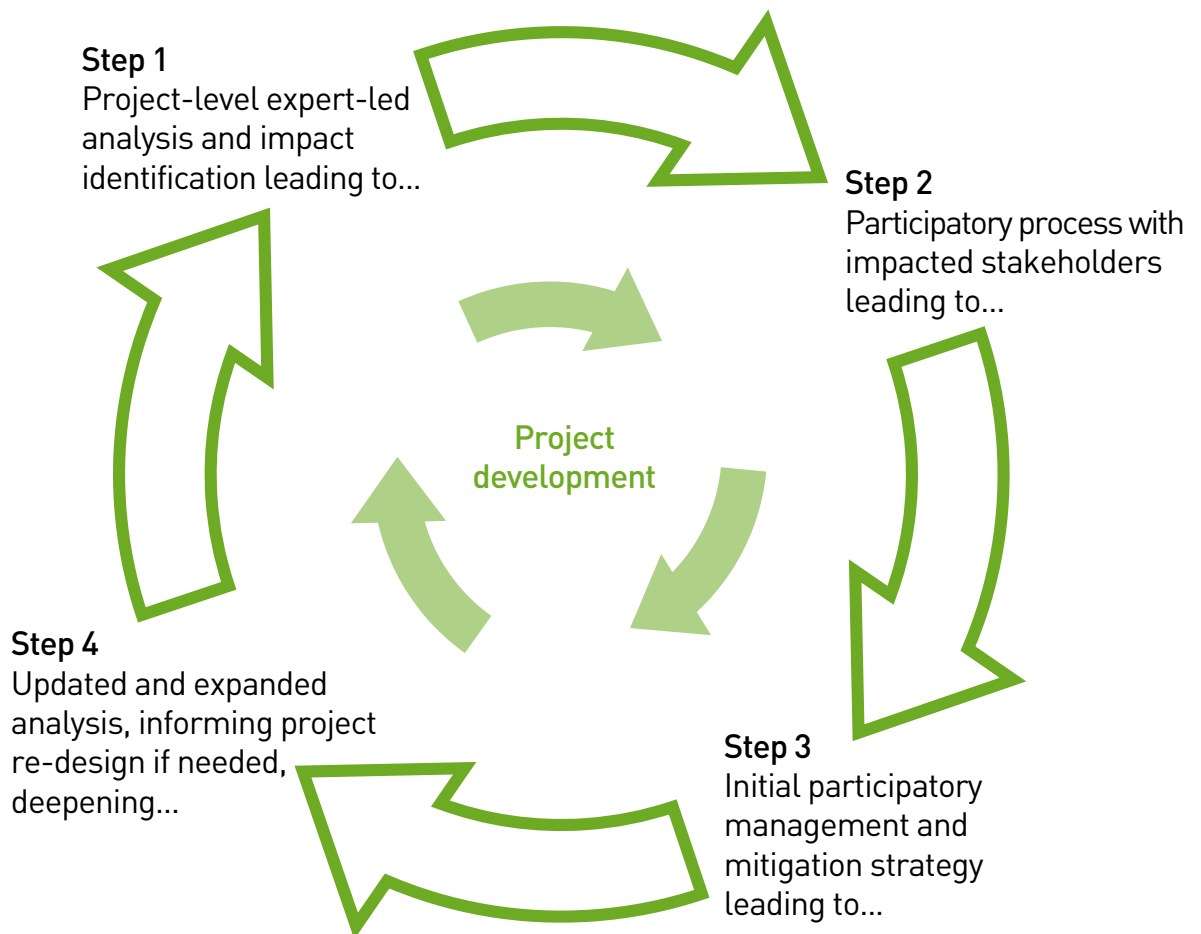 Step 1
Project-level expert-led
analysis and impact
identification leading to...
Step 2
Participatory process with
impacted stakeholders
leading to...
Project
development
Step 3
Initial participatory
management and
mitigation strategy
leading to...
Step 4
Updated and expanded
analysis, informing project
re-design if needed,
deepening...